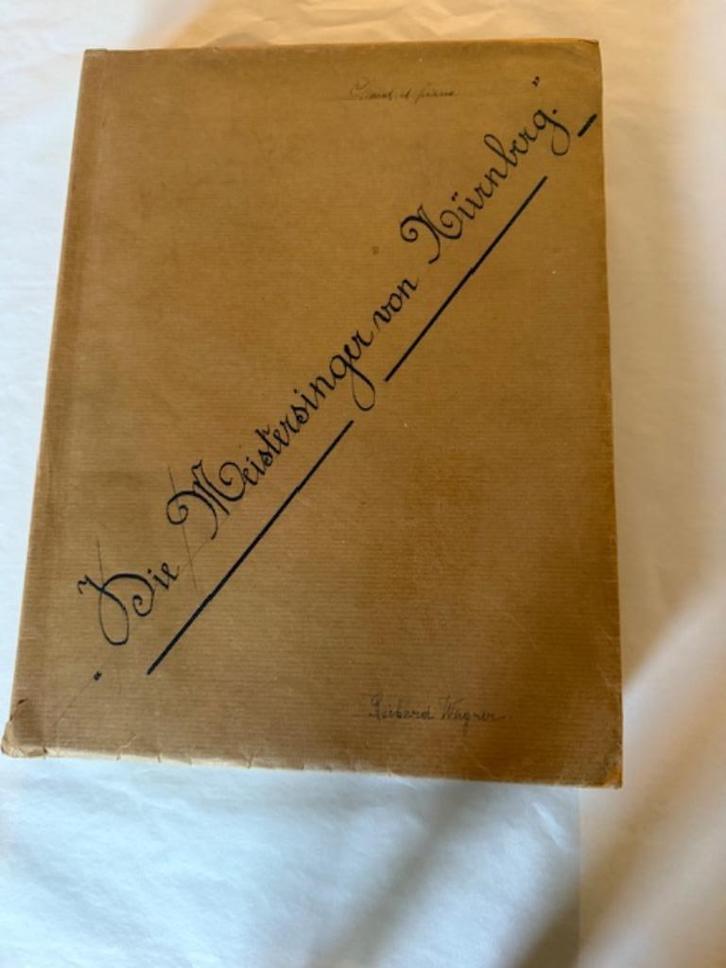 Chant et piano
"Die Meistersinger von Nürnberg."
Richard Wagner